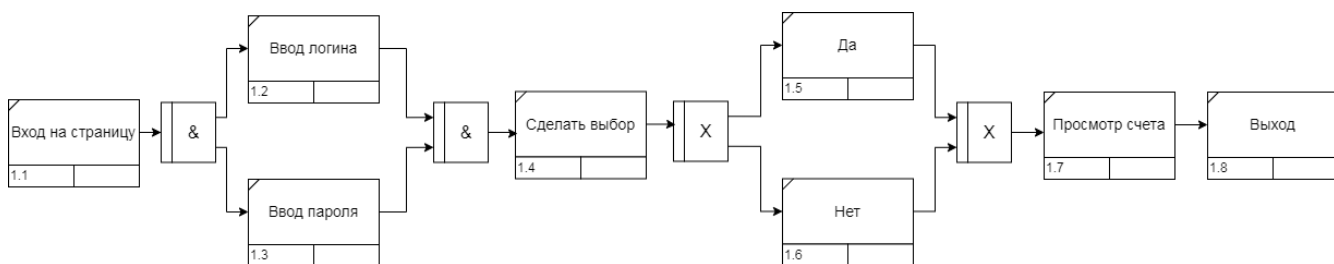 Вход на страницу
1.1
&
Ввод логина
1.2
Ввод пароля
1.3
&
Сделать выбор
1.4
X
Да
1.5
Нет
1.6
X
Просмотр счета
1.7
Выход
1.8